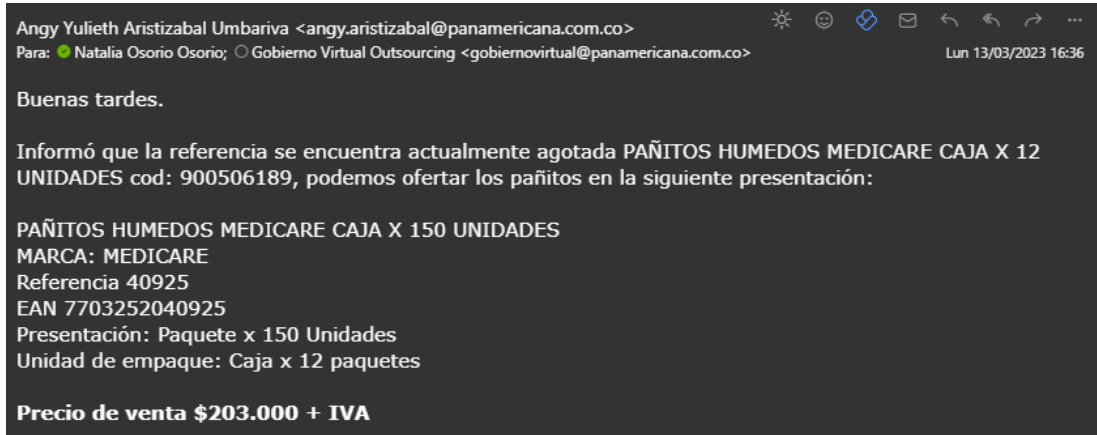 Angy Yulieth Aristizabal Umbariva <angy.aristizabal@panamericana.com.co>
Para: Natalia Osorio Osorio; Gobierno Virtual Outsourcing <gobiernovirtual@panamericana.com.co>
Lun 13/03/2023 16:36
Buenas tardes.
Informó que la referencia se encuentra actualmente agotada PAÑITOS HUMEDOS MEDICARE CAJA X 12
UNIDADES cod: 900506189, podemos ofertar los pañitos en la siguiente presentación:
PAÑITOS HUMEDOS MEDICARE CAJA X 150 UNIDADES
MARCA: MEDICARE
Referencia 40925
EAN 7703252040925
Presentación: Paquete x 150 Unidades
Unidad de empaque: Caja x 12 paquetes
Precio de venta $203.000 + IVA